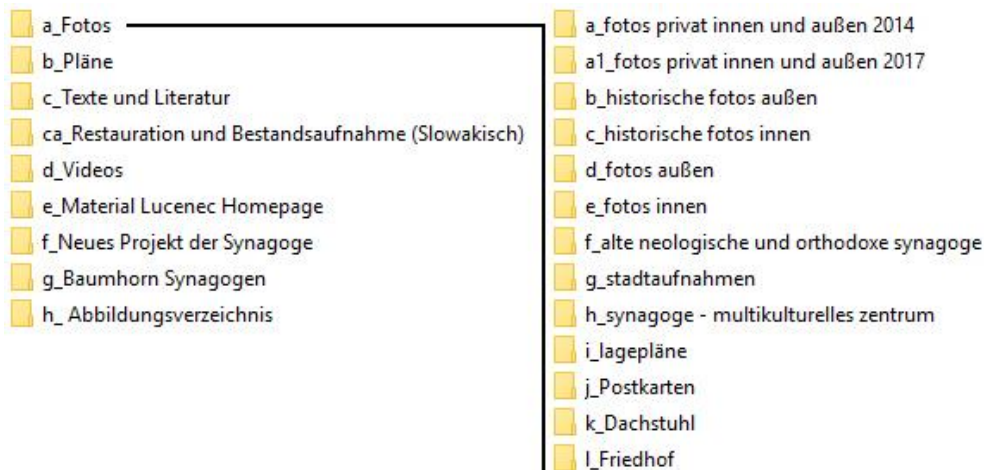 a_Fotos
b_Pläne
c_Texte und Literatur
ca_Restauration und Bestandsaufnahme (Slowakisch)
d_Videos
e_Material Lucenec Homepage
f_Neues Projekt der Synagoge
g_Baumhorn Synagogen
h_ Abbildungsverzeichnis
a_fotos privat innen und außen 2014
a1_fotos privat innen und außen 2017
b_historische fotos außen
c_historische fotos innen
d_fotos außen
e_fotos innen
f_alte neologische und orthodoxe synagoge
g_stadtaufnahmen
h_synagoge - multikulturelles zentrum
i_lagepläne
j_Postkarten
k_Dachstuhl
l_Friedhof